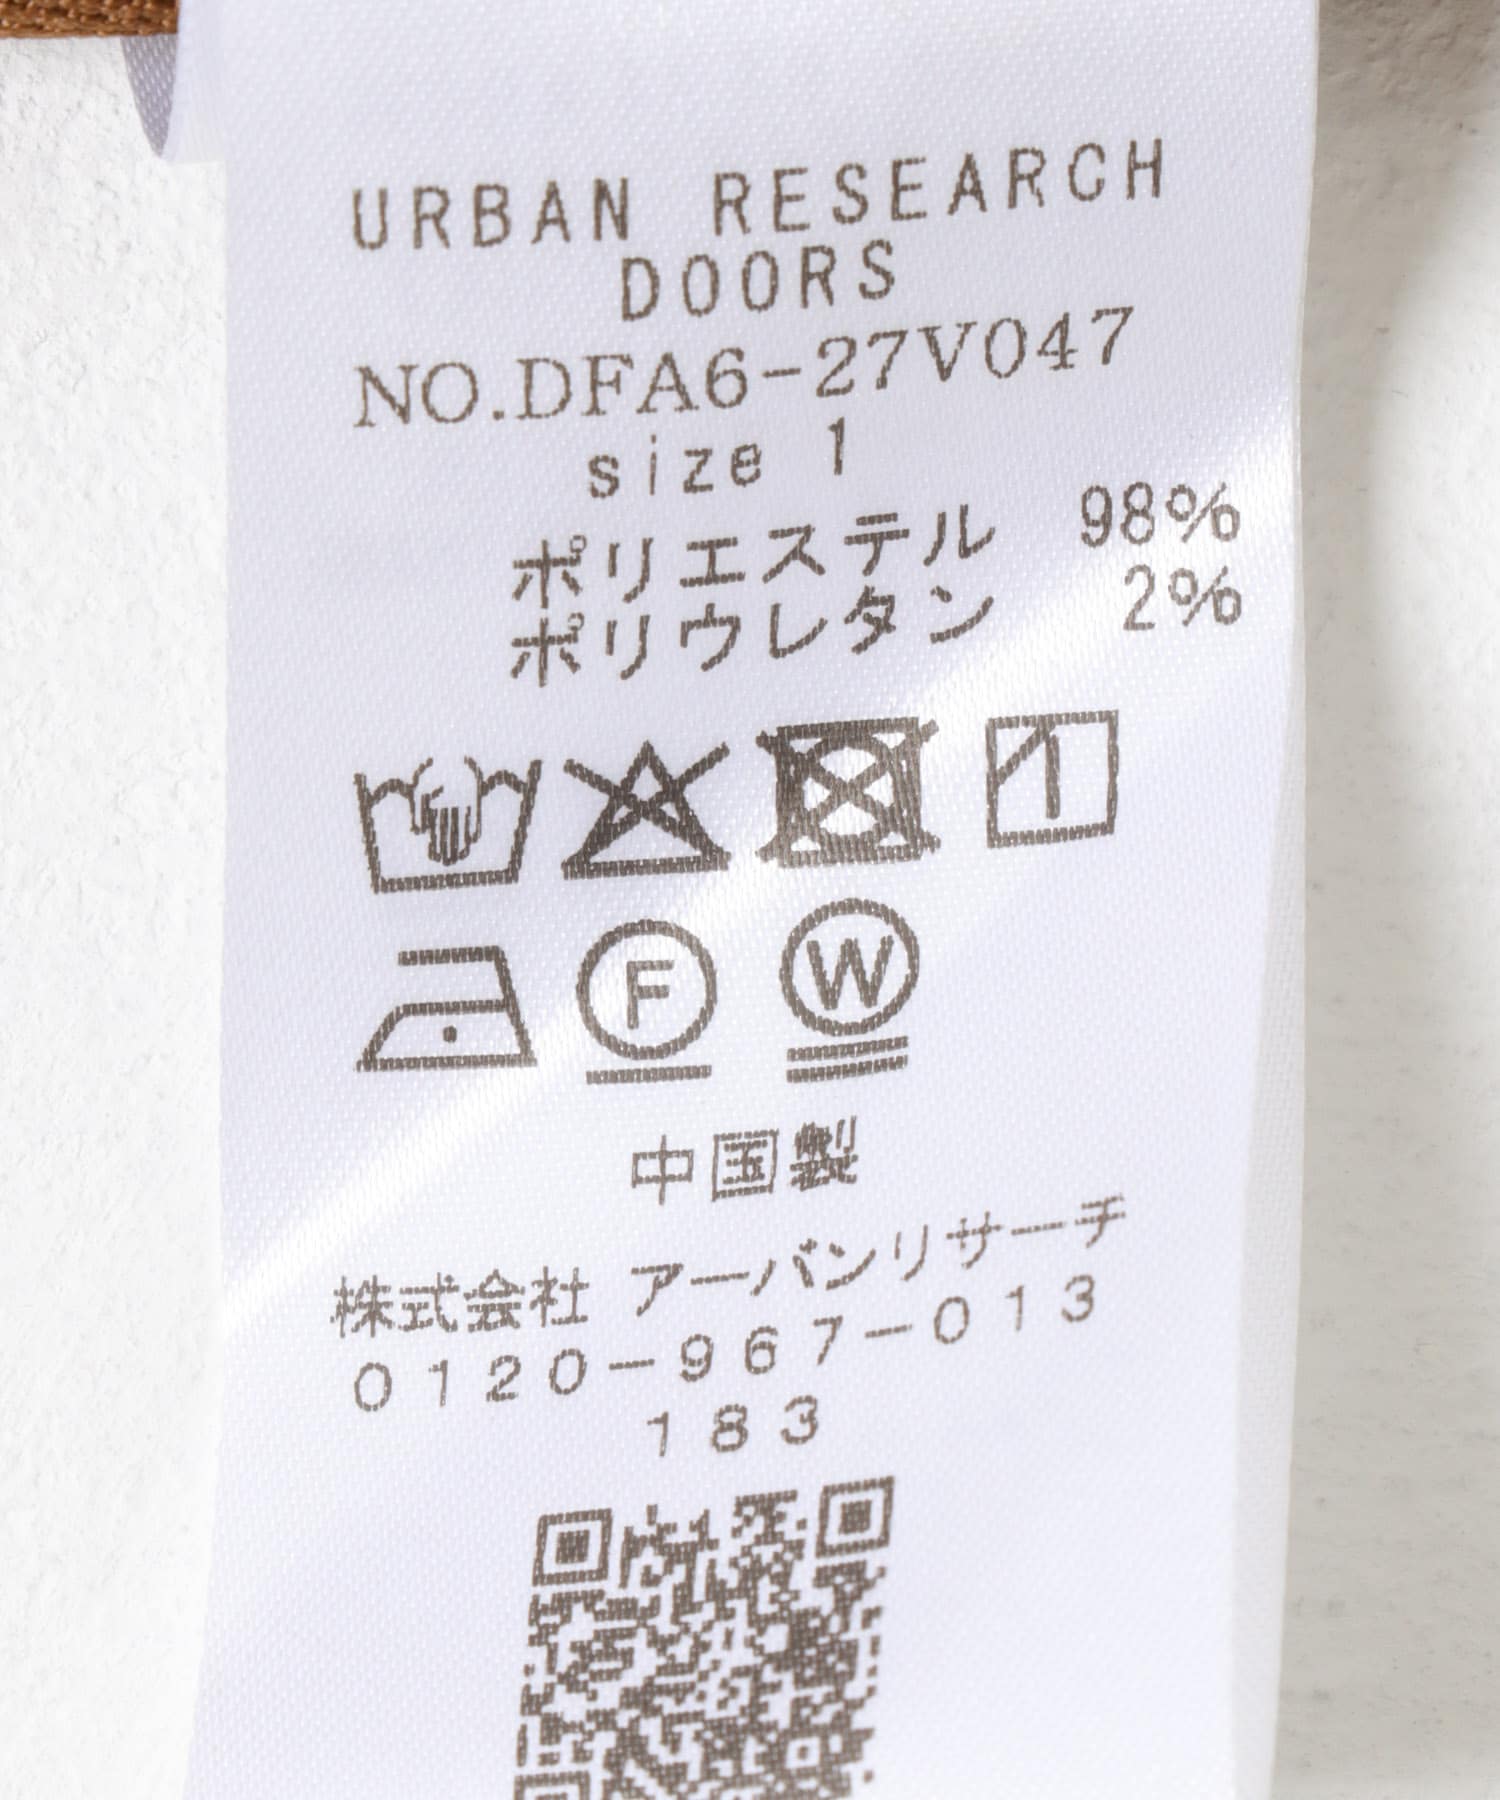 URBAN RESEARCH
DOORS
NO.DFA6-27V047
size 1
ポリエステル 98%
ポリウレタン 2%
F W
中国製
株式会社 アーバンリサーチ
0120-967-013
183